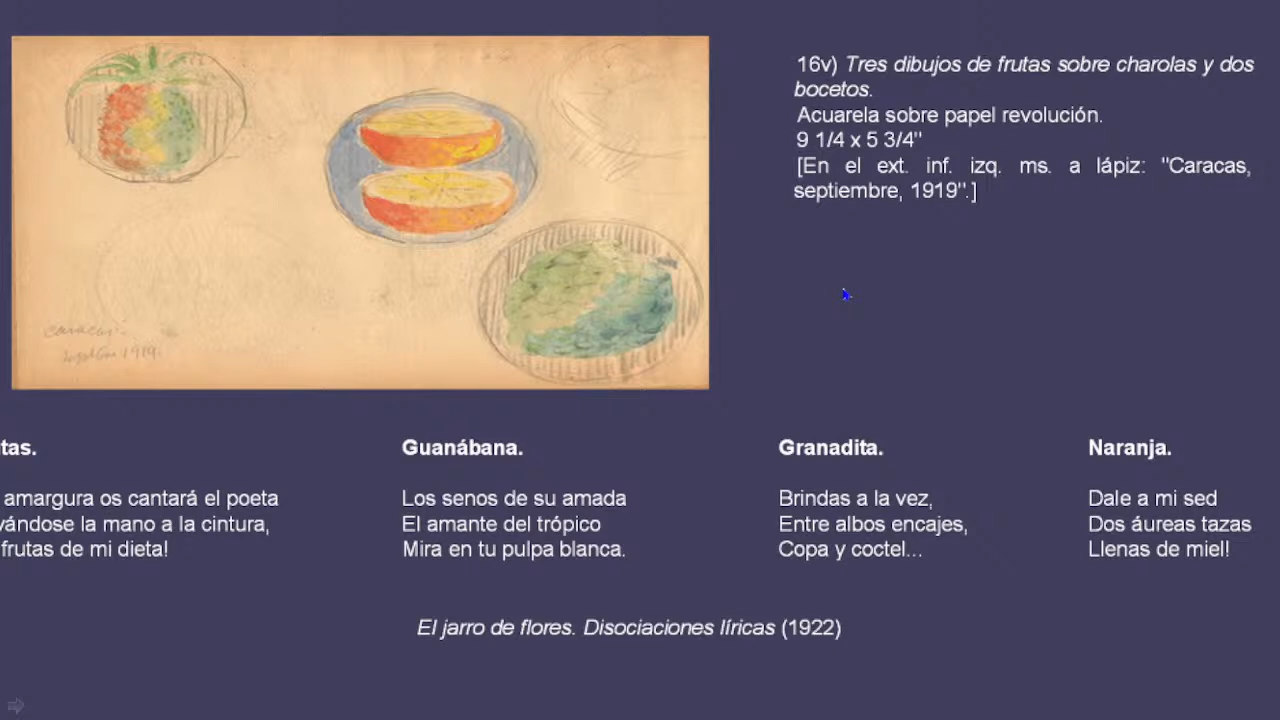 16v) Tres dibujos de frutas sobre charolas y dos
bocetos.
Acuarela sobre papel revolución.
9 1/4 x 5 3/4"
[En el ext. inf. izq. ms. a lápiz: "Caracas,
septiembre, 1919".]
caracas
1919
tas.
amargura os cantará el poeta
vándose la mano a la cintura,
frutas de mi dieta!
Guanábana.
Los senos de su amada
El amante del trópico
Mira en tu pulpa blanca.
Granadita.
Brindas a la vez,
Entre albos encajes,
Copa y coctel...
Naranja.
Dale a mi sed
Dos áureas tazas
Llenas de miel!
El jarro de flores. Disociaciones líricas (1922)